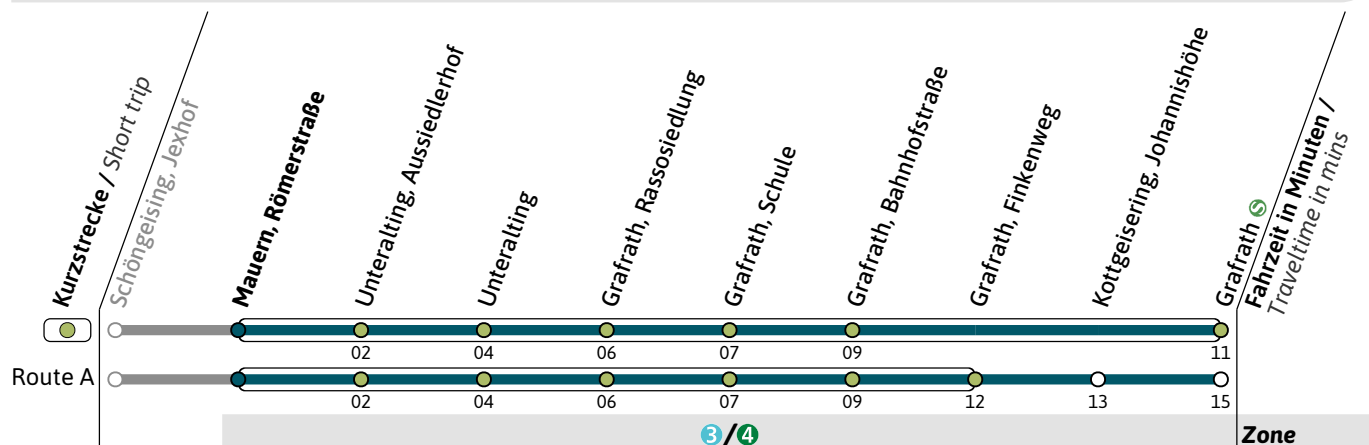 Kurzstrecke / Short trip
Schöngeising, Jexhof
Mauern, Römerstraße
Unteralting, Aussiedlerhof
Unteralting
Grafrath, Rassosiedlung
Grafrath, Schule
Grafrath, Bahnhofstraße
Grafrath, Finkenweg
Kottgeisering, Johannishöhe
Grafrath S
Fahrzeit in Minuten /
Traveltime in mins
02 04 06 07 09 11
Route A
02 04 06 07 09 12 13 15
3/4 Zone